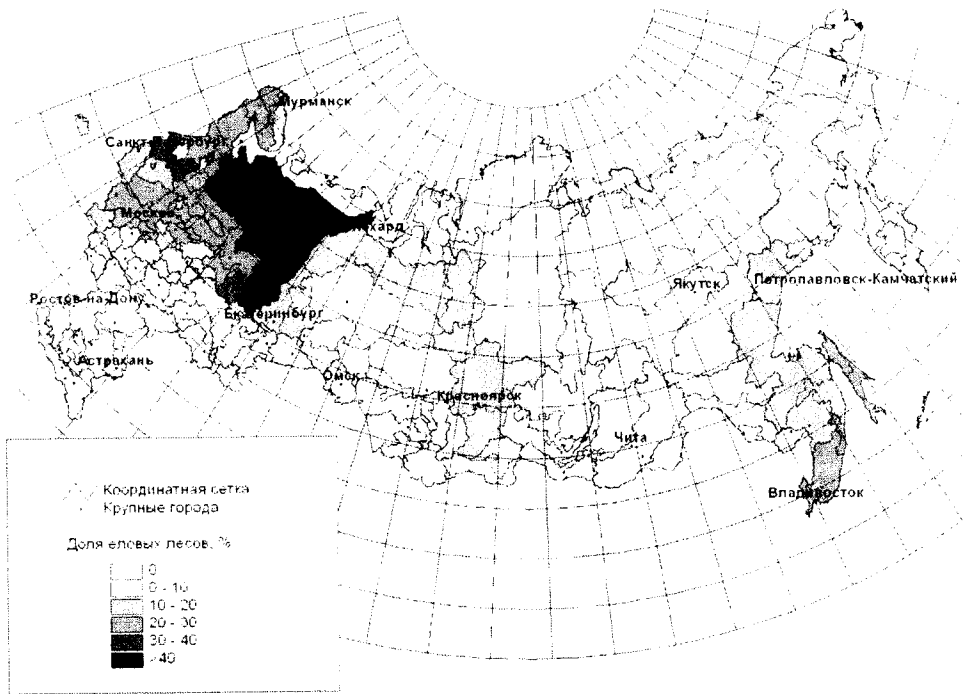 Мурманск
Санкт-Петербург
Москва
Якутск
Петропавловск-Камчатский
Ростов-на-Дону
Екатеринбург
Астрахань
Омск
Красноярск
Чита
Владивосток
Координатная сетка
Крупные города
Доля еловых лесов, %
0
0 - 10
10 - 20
20 - 30
30 - 40
>40